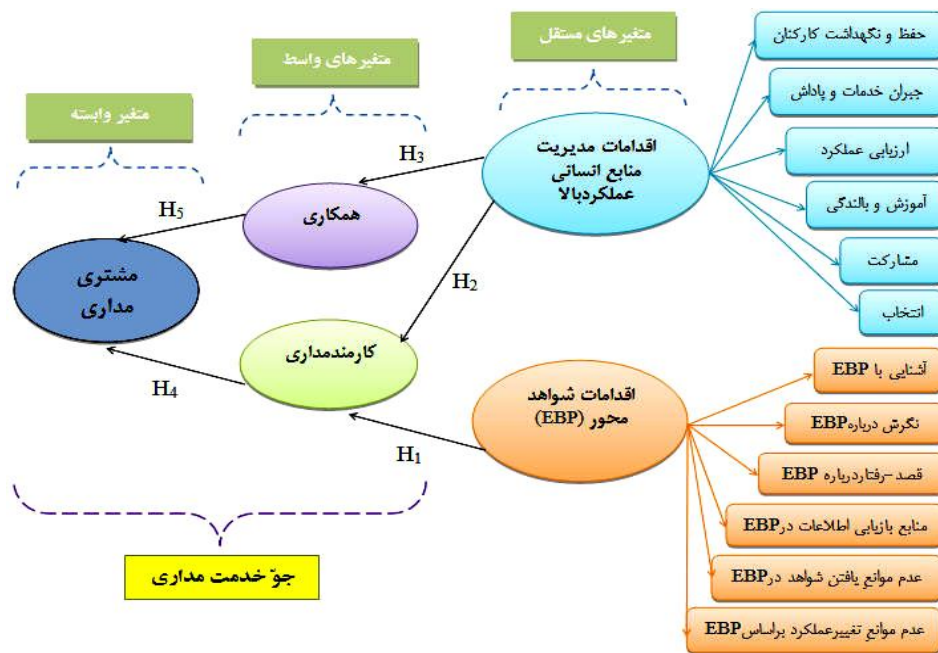 متغیرهای مستقل
متغیرهای واسط
متغیر وابسته
حفظ و نگهداشت کارکنان
جبران خدمات و پاداش
ارزیابی عملکرد
آموزش و بالندگی
مشارکت
انتخاب
اقدامات مدیریت
منابع انسانی
عملکردبالا
H3
همکاری
H5
H2
مشتری
مداری
کارمندمداری
H4
H1
اقدامات شواهد
محور (EBP)
آشنایی با EBP
نگرش دربارهEBP
قصد-رفتاردرباره EBP
منابع بازیابی اطلاعات درEBP
عدم موانع یافتن شواهد درEBP
عدم موانع تغییرعملکرد براساسEBP
جوّ خدمت مداری